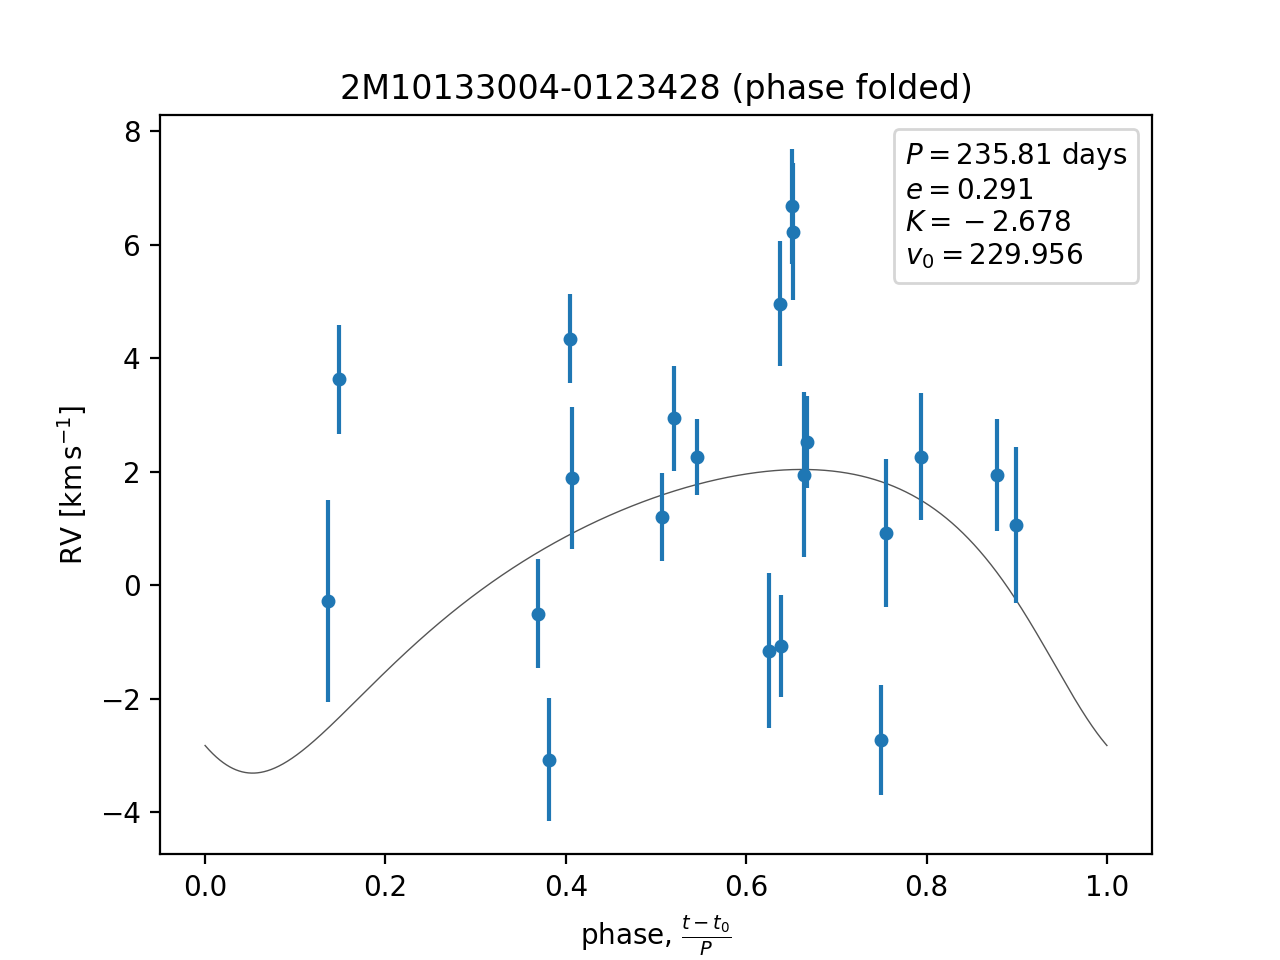 2M10133004-0123428 (phase folded)
P = 235.81 days
e = 0.291
K = −2.678
v₀ = 229.956
8
6
4
2
0
−2
−4
RV [km s⁻¹]
0.0 0.2 0.4 0.6 0.8 1.0
phase, (t − t₀)/P